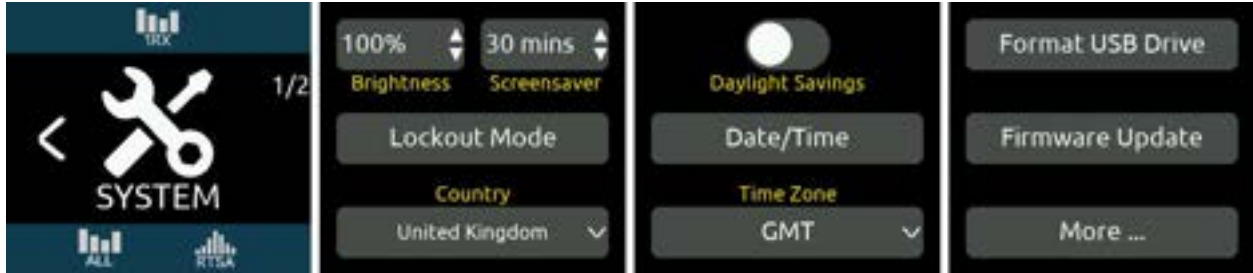 1RX
1/2
SYSTEM
ALL
RTSA
100%
30 mins
Brightness
Screensaver
Lockout Mode
Country
United Kingdom
Daylight Savings
Date/Time
Time Zone
GMT
Format USB Drive
Firmware Update
More ...